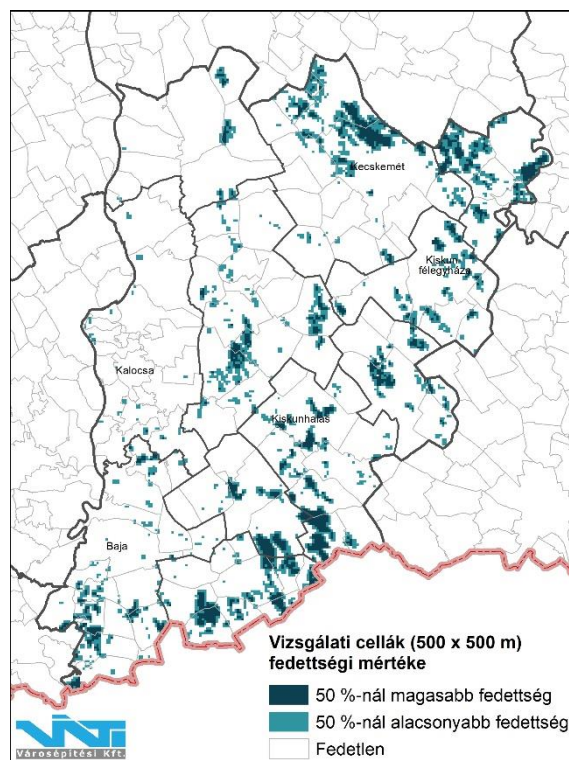 Kecskemét
Kiskun
félegyháza
Kalocsa
Kiskunhalas
Baja
Vizsgálati cellák (500 x 500 m)
fedettségi mértéke
50 %-nál magasabb fedettség
50 %-nál alacsonyabb fedettség
Fedetlen
VÁTI
Városépítési Kft.